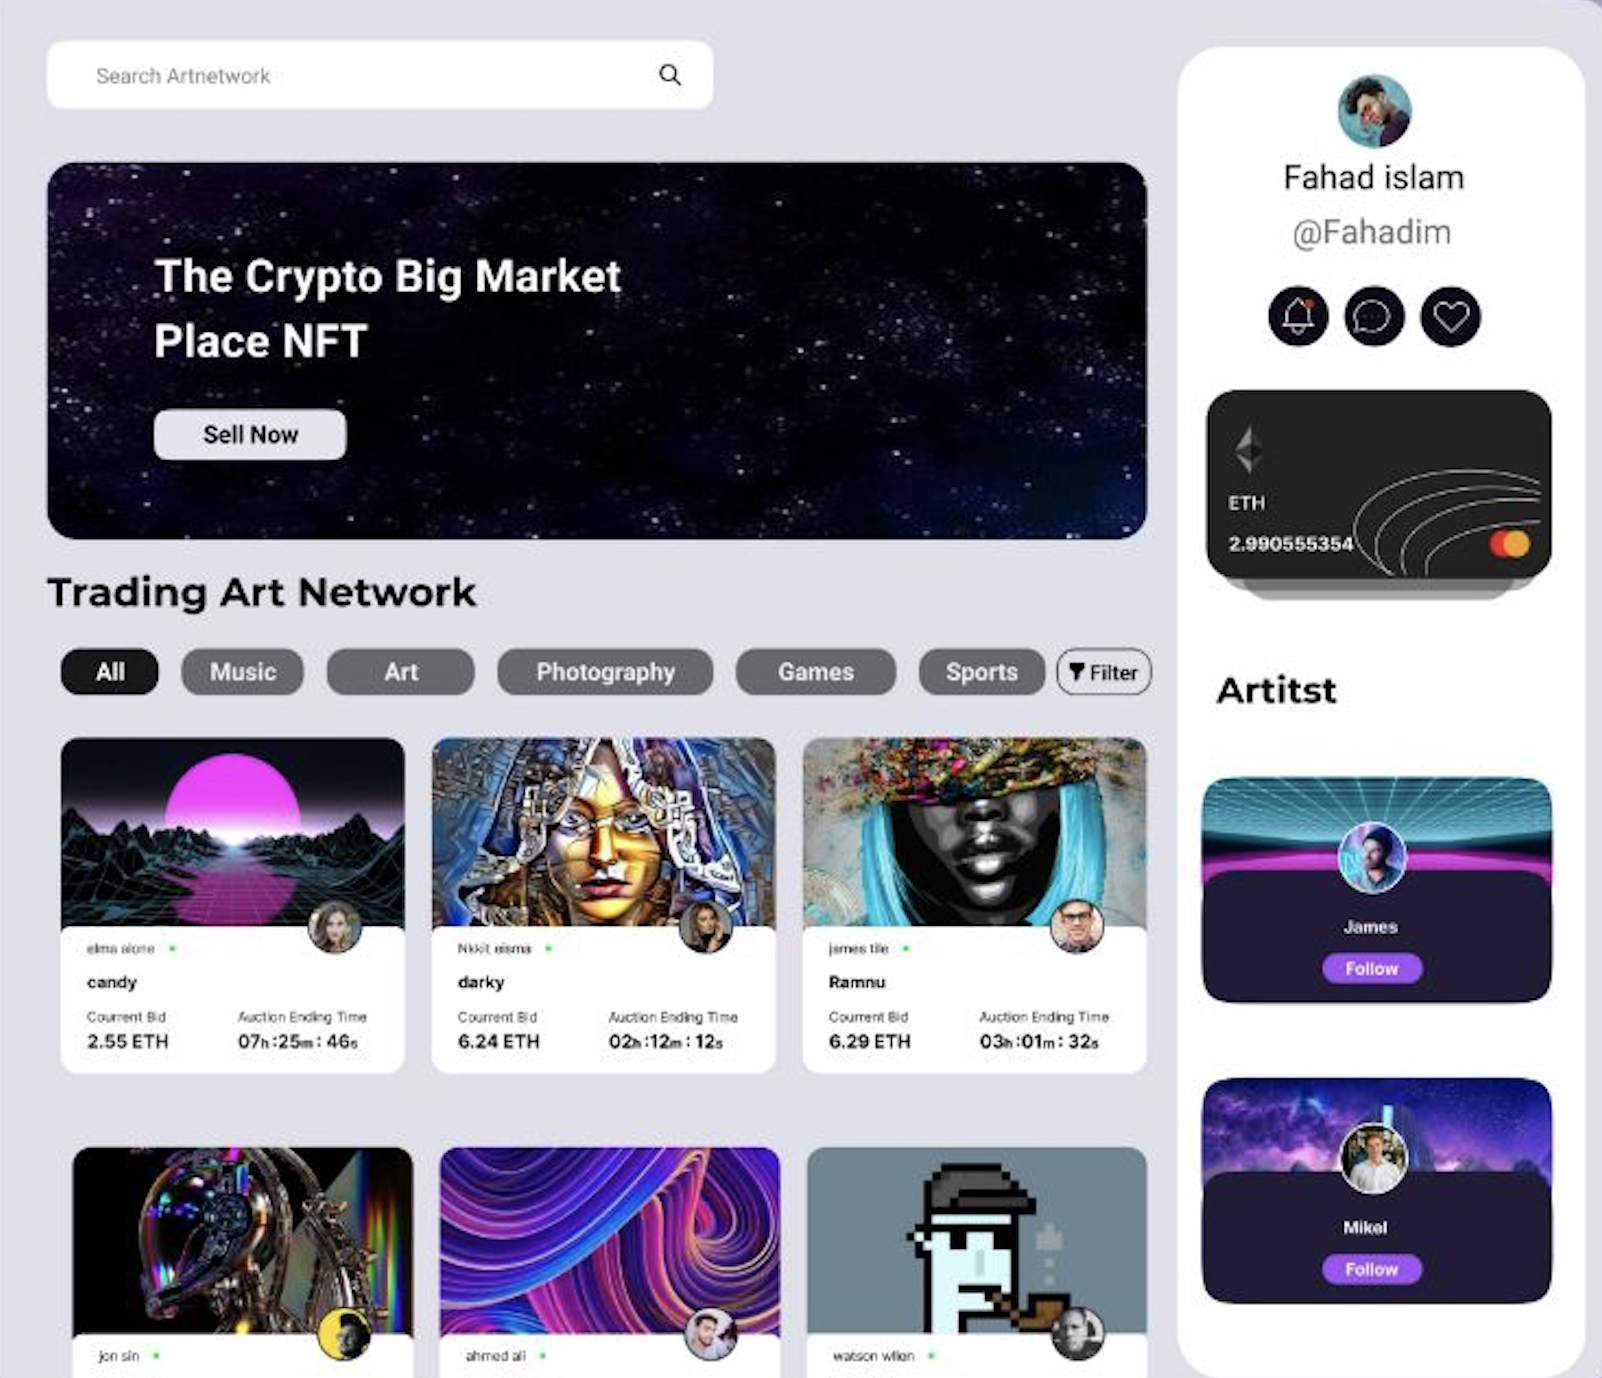 Search Artnetwork
The Crypto Big Market
Place NFT
Sell Now
Trading Art Network
All
Music
Art
Photography
Games
Sports
Filter
elma alone
candy
Courrent Bid
Auction Ending Time
2.55 ETH
07h :25m : 46s
Nkkit eisma
darky
Courrent Bid
Auction Ending Time
6.24 ETH
02h :12m : 12s
james tile
Ramnu
Courrent Bid
Auction Ending Time
6.29 ETH
03h :01m : 32s
jon sin
ahmed ali
watson wllen
Fahad islam
@Fahadim
ETH
2.990555354
Artitst
James
Follow
Mikel
Follow